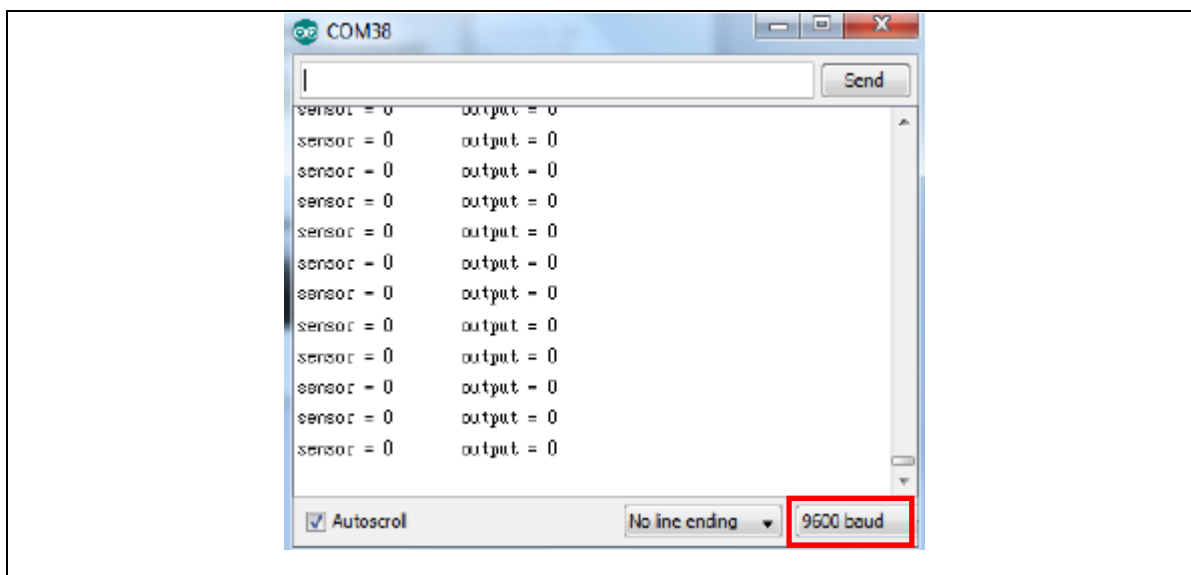 COM38
Send
sensor = 0 output = 0
sensor = 0 output = 0
sensor = 0 output = 0
sensor = 0 output = 0
sensor = 0 output = 0
sensor = 0 output = 0
sensor = 0 output = 0
sensor = 0 output = 0
sensor = 0 output = 0
sensor = 0 output = 0
sensor = 0 output = 0
sensor = 0 output = 0
Autoscroll No line ending 9600 baud